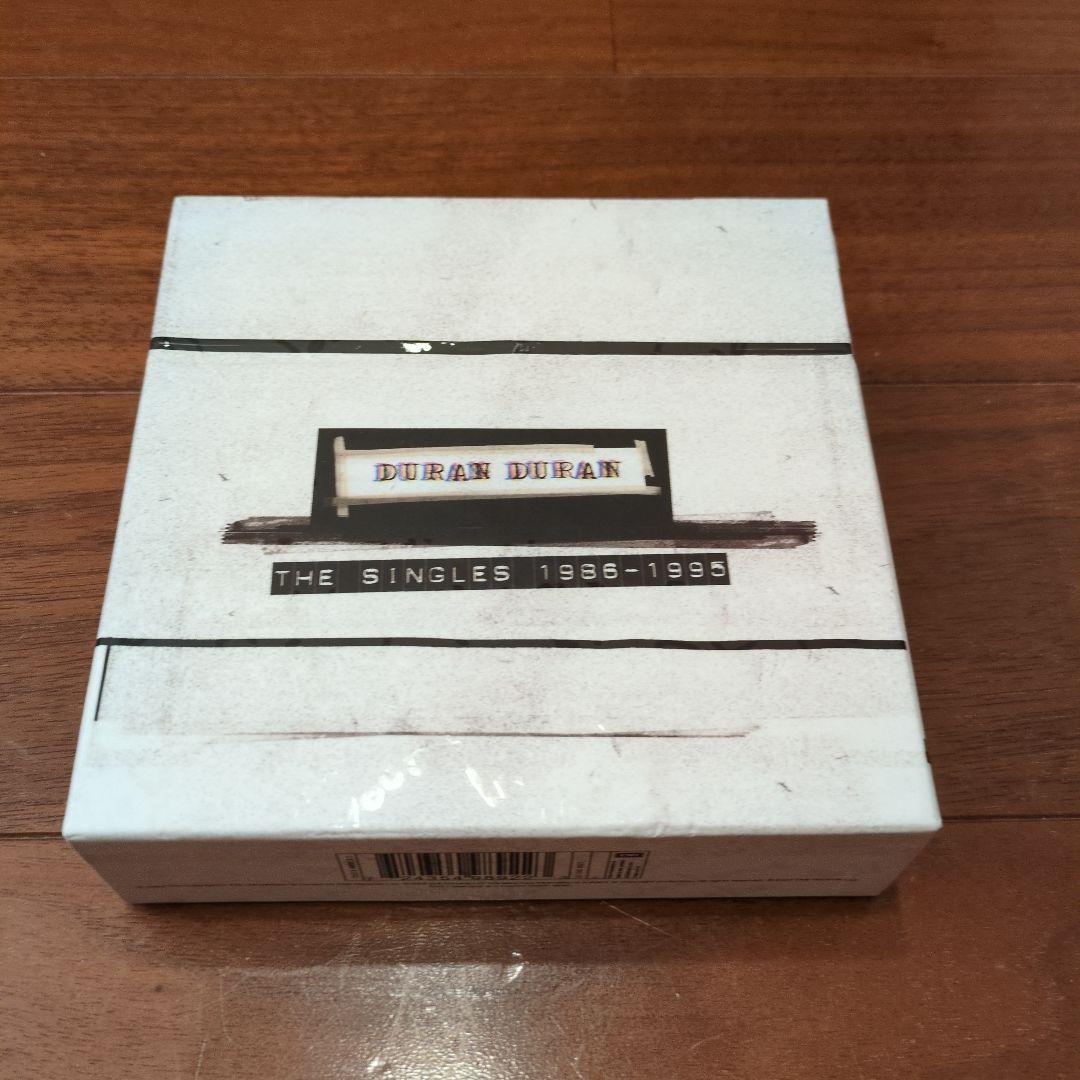 DURAN DURAN
THE SINGLES 1986-1995